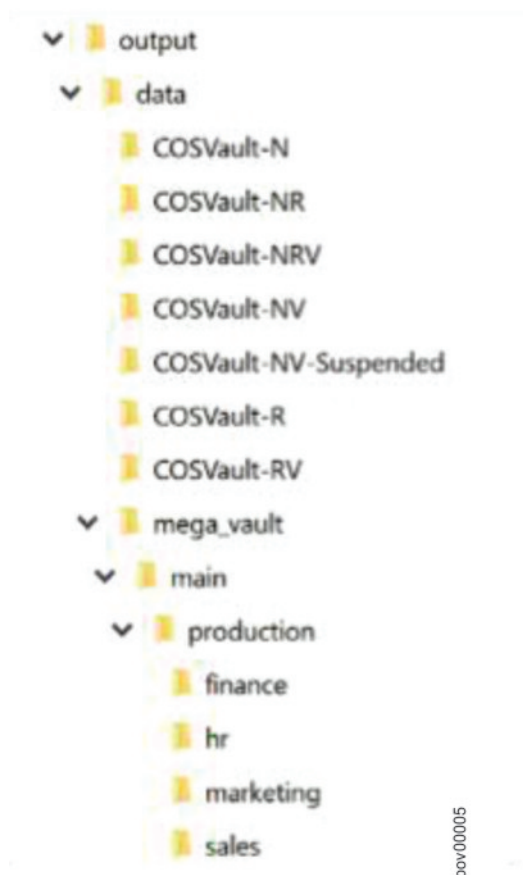 output
data
COSVault-N
COSVault-NR
COSVault-NRV
COSVault-NV
COSVault-NV-Suspended
COSVault-R
COSVault-RV
mega_vault
main
production
finance
hr
marketing
sales